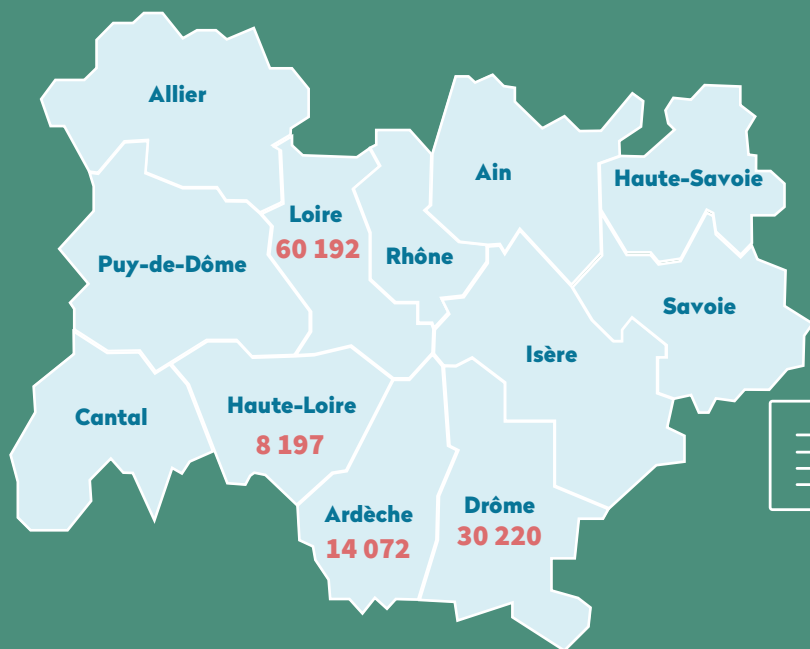 Allier
Ain
Haute-Savoie
Loire
60 192
Rhône
Puy-de-Dôme
Savoie
Isère
Haute-Loire
8 197
Cantal
Ardèche
14 072
Drôme
30 220